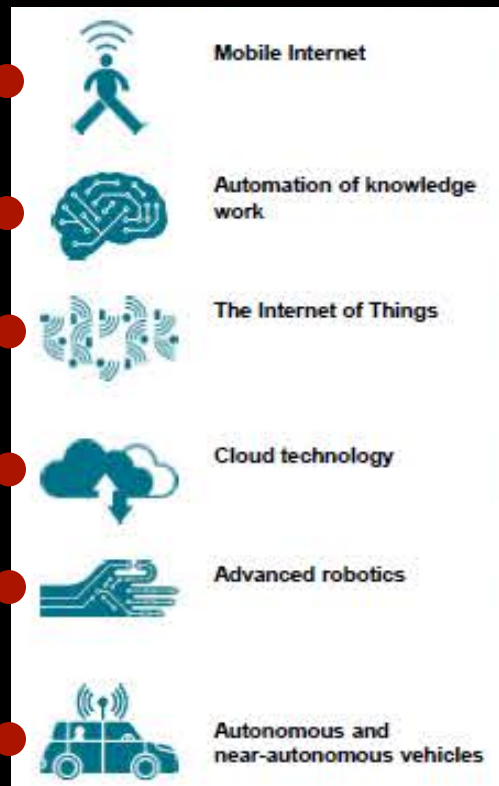 Mobile Internet
Automation of knowledge
work
The Internet of Things
Cloud technology
Advanced robotics
Autonomous and
near-autonomous vehicles